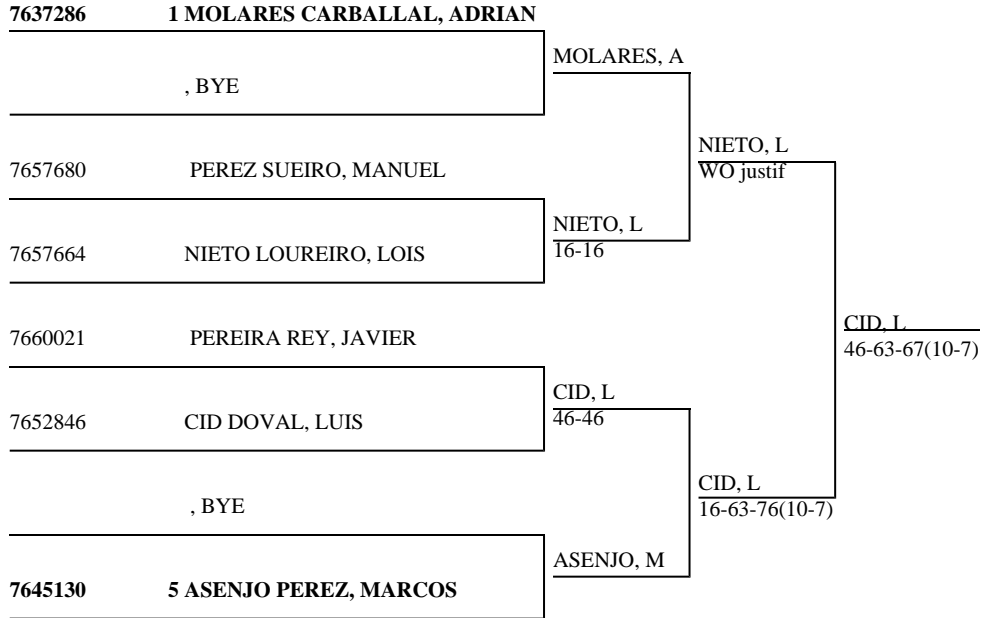 7637286 1 MOLARES CARBALLAL, ADRIAN
MOLARES, A
, BYE
NIETO, L
WO justif
7657680 PEREZ SUEIRO, MANUEL
NIETO, L
16-16
7657664 NIETO LOUREIRO, LOIS
CID, L
46-63-67(10-7)
7660021 PEREIRA REY, JAVIER
CID, L
46-46
7652846 CID DOVAL, LUIS
CID, L
16-63-76(10-7)
, BYE
ASENJO, M
7645130 5 ASENJO PEREZ, MARCOS